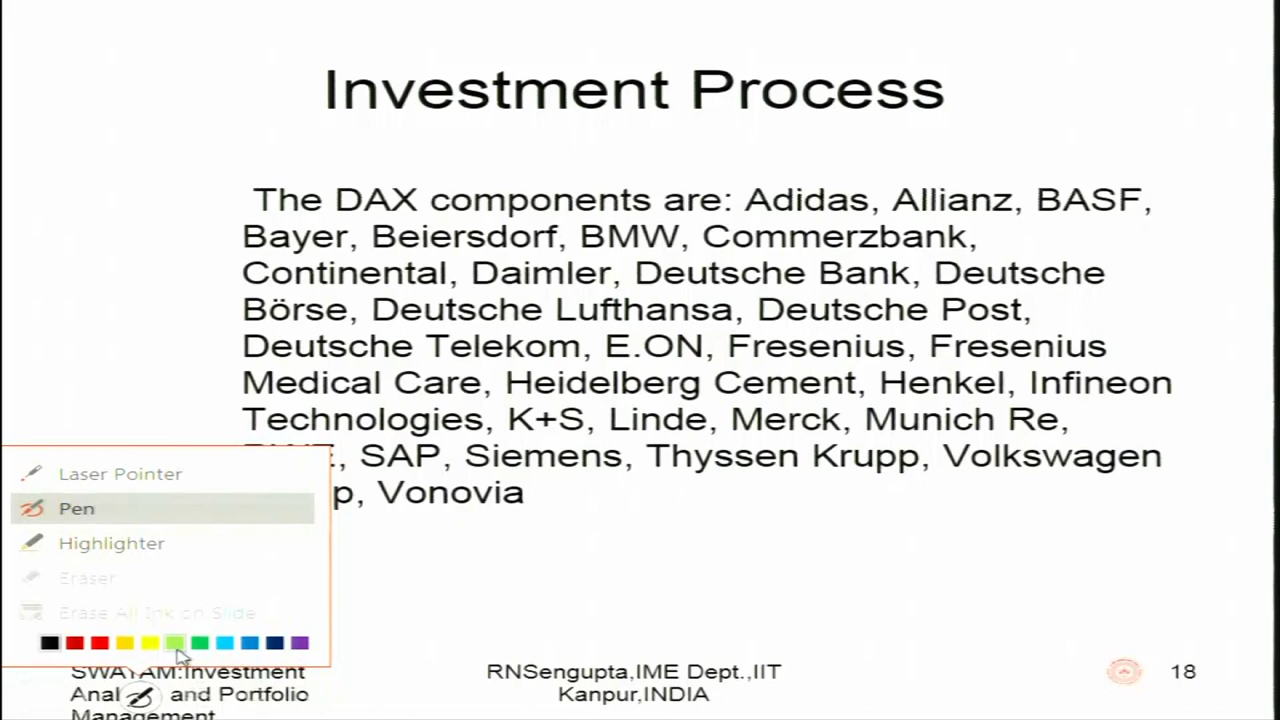 Investment Process
The DAX components are: Adidas, Allianz, BASF,
Bayer, Beiersdorf, BMW, Commerzbank,
Continental, Daimler, Deutsche Bank, Deutsche
Börse, Deutsche Lufthansa, Deutsche Post,
Deutsche Telekom, E.ON, Fresenius, Fresenius
Medical Care, Heidelberg Cement, Henkel, Infineon
Technologies, K+S, Linde, Merck, Munich Re,
, SAP, Siemens, Thyssen Krupp, Volkswagen
p, Vonovia
Laser Pointer
Pen
Highlighter
Eraser
Erase All Ink on Slide
SWAYAM:Investment
Anal and Portfolio
Management
RNSengupta,IME Dept.,IIT
Kanpur,INDIA
18